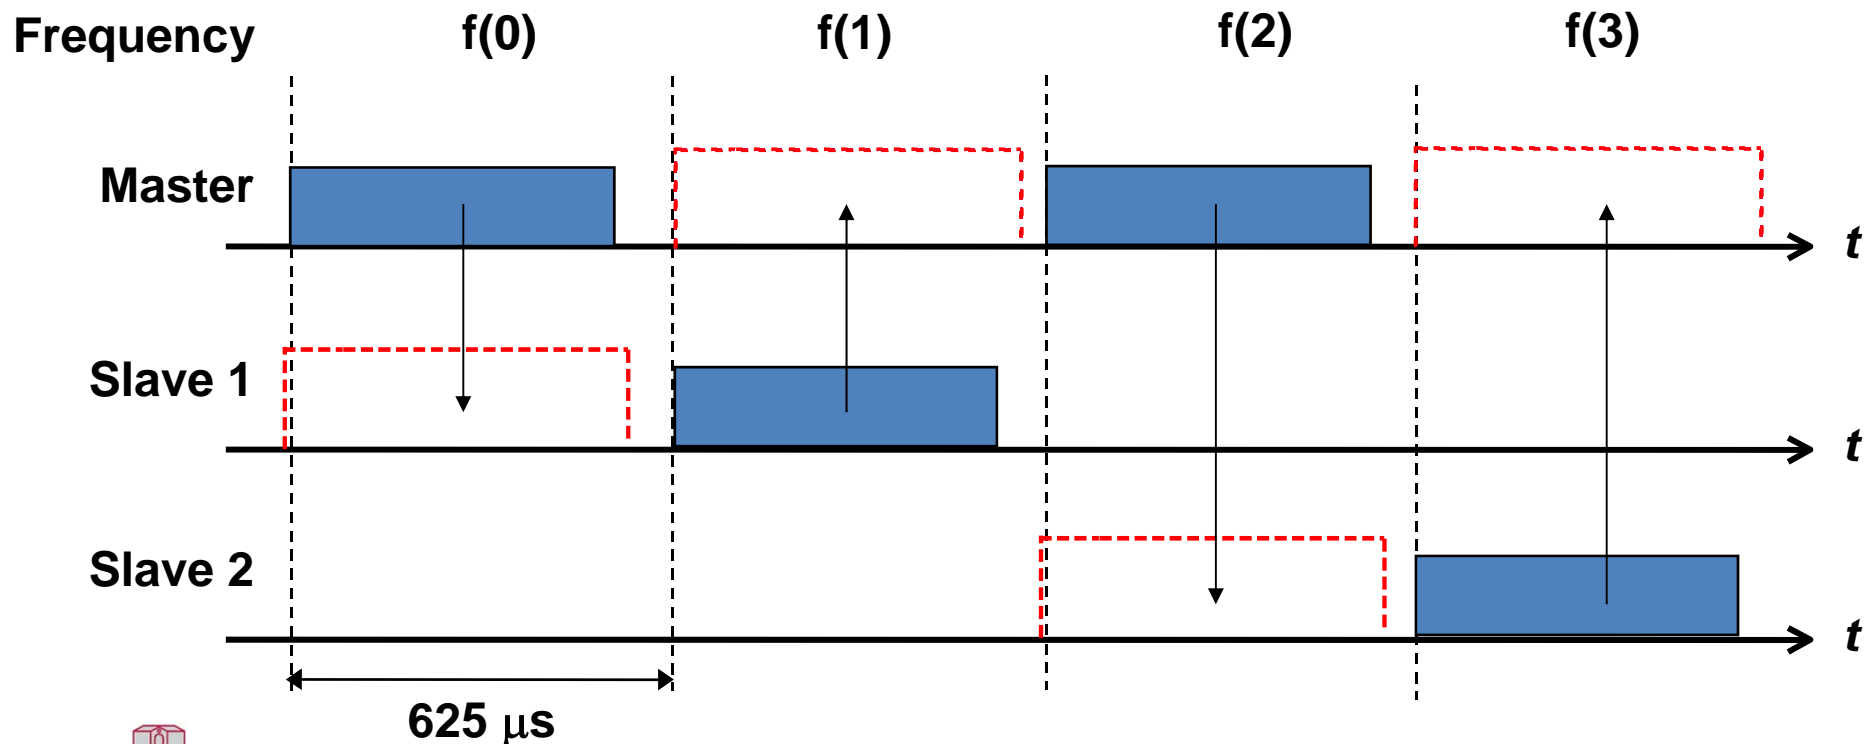 Frequency f(0) f(1) f(2) f(3)
Master t
Slave 1 t
Slave 2 t
625 μs